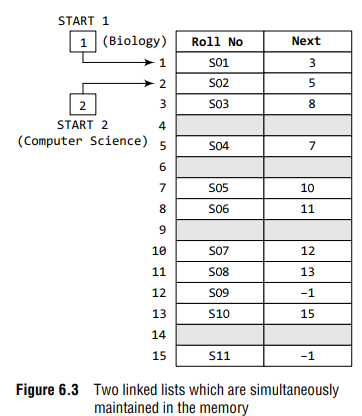 START 1
1 (Biology) Roll No Next
1 S01 3
2 S02 5
2 3 S03 8
START 2 4
(Computer Science) 5 S04 7
6
7 S05 10
8 S06 11
9
10 S07 12
11 S08 13
12 S09 -1
13 S10 15
14
15 S11 -1
Figure 6.3 Two linked lists which are simultaneously
maintained in the memory